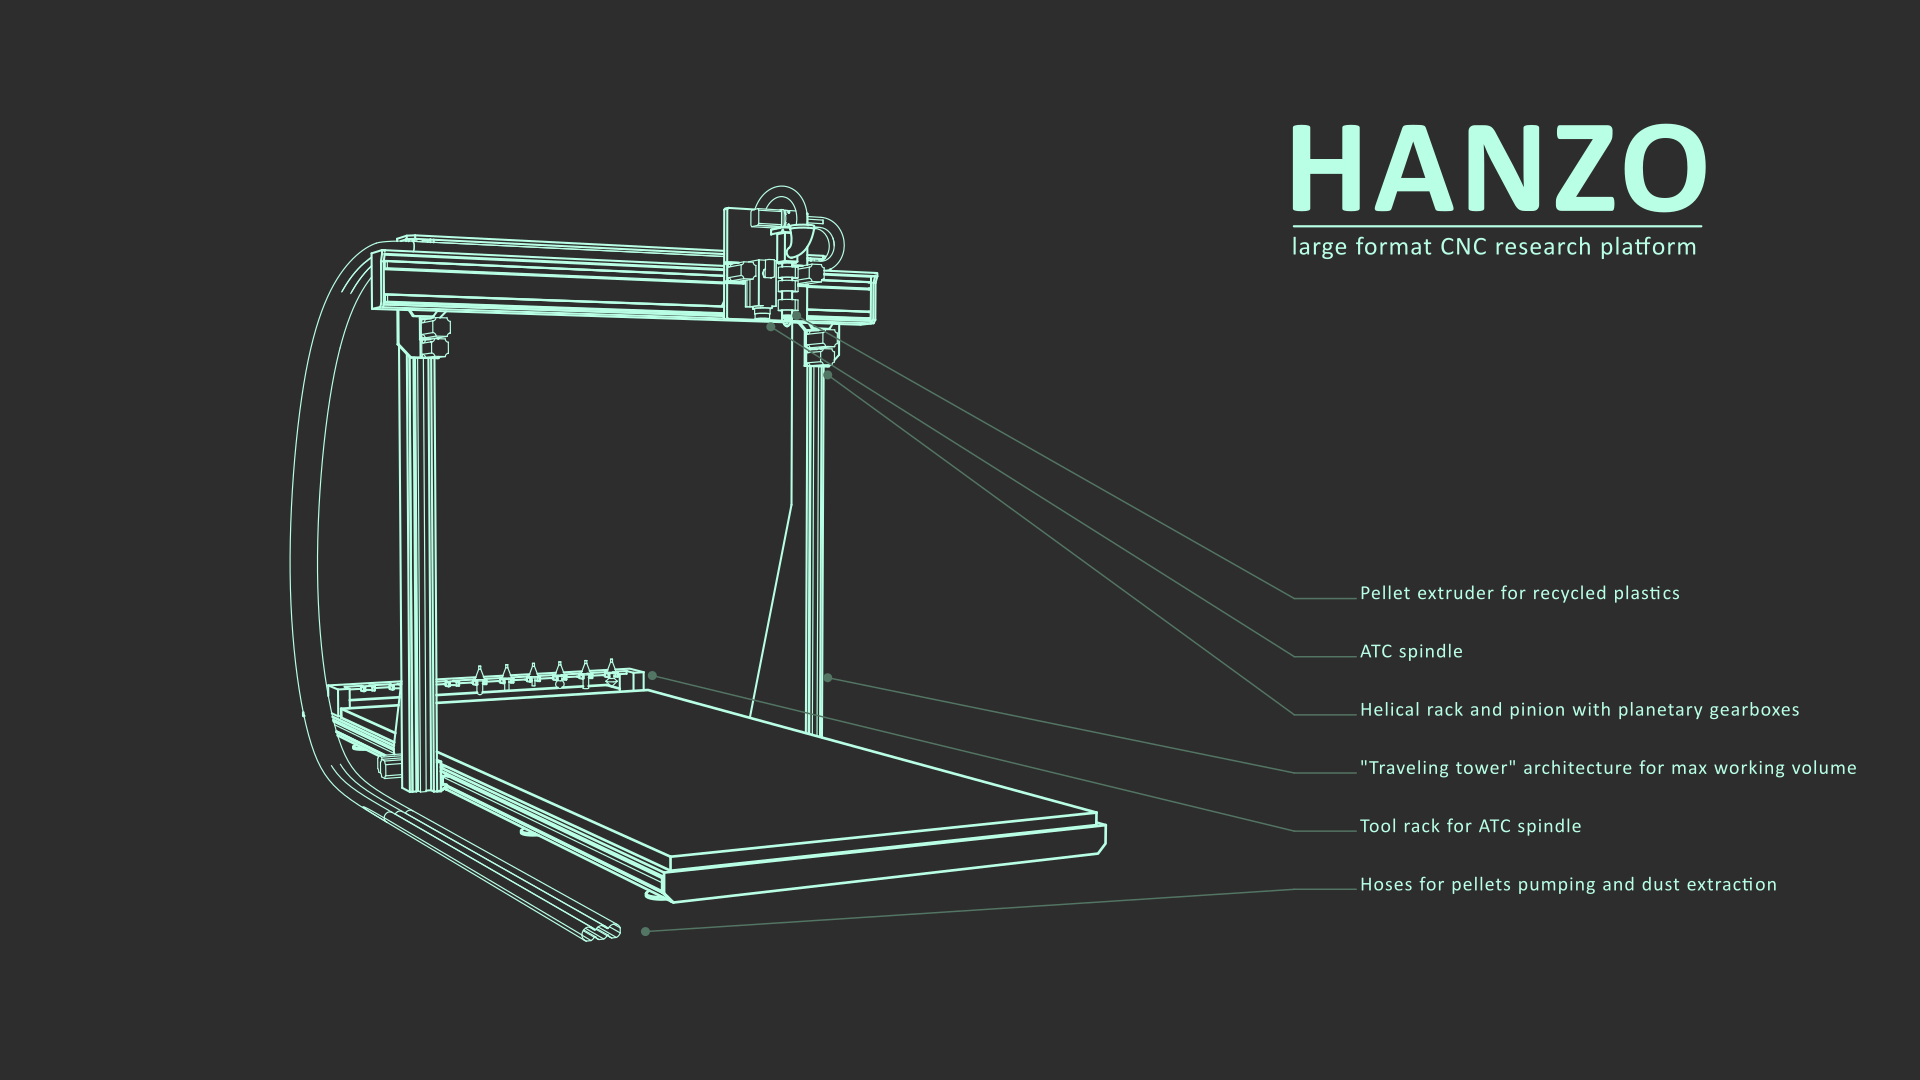 HANZO
large format CNC research platform
Pellet extruder for recycled plastics
ATC spindle
Helical rack and pinion with planetary gearboxes
"Traveling tower" architecture for max working volume
Tool rack for ATC spindle
Hoses for pellets pumping and dust extraction